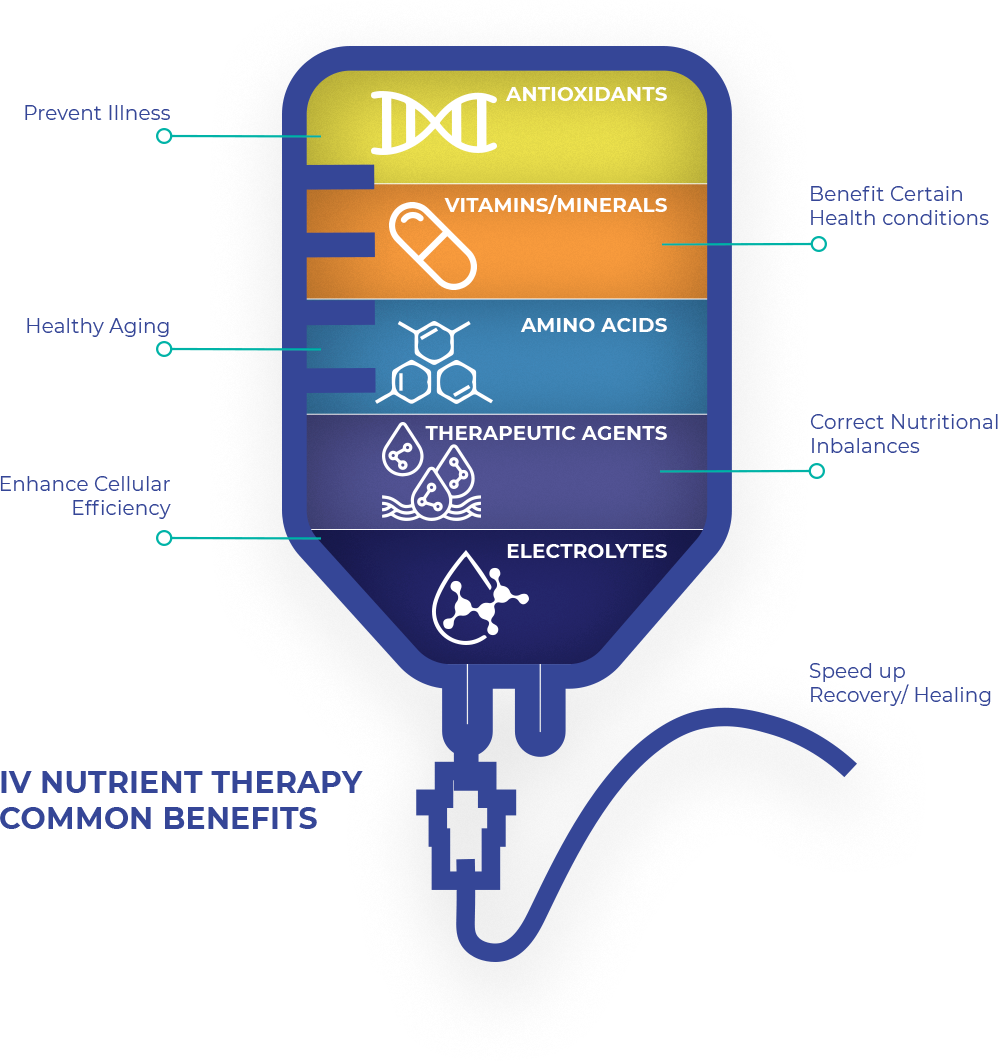 Prevent Illness
ANTIOXIDANTS
VITAMINS/MINERALS
Benefit Certain
Health conditions
Healthy Aging
AMINO ACIDS
THERAPEUTIC AGENTS
Correct Nutritional
Inbalances
Enhance Cellular
Efficiency
ELECTROLYTES
Speed up
Recovery/ Healing
IV NUTRIENT THERAPY
COMMON BENEFITS